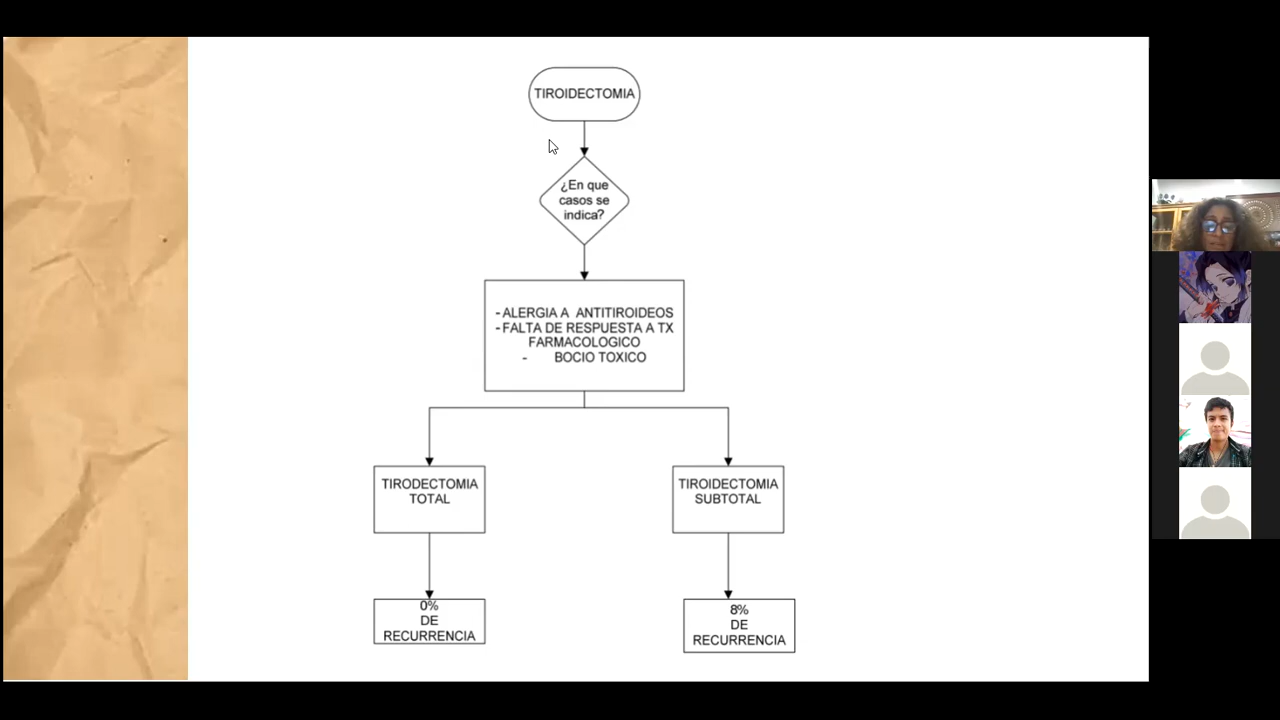 TIROIDECTOMIA
¿En que
casos se
indica?
- ALERGIA A ANTITIROIDEOS
- FALTA DE RESPUESTA A TX
FARMACOLOGICO
- BOCIO TOXICO
TIRODECTOMIA
TOTAL
TIROIDECTOMIA
SUBTOTAL
0%
DE
RECURRENCIA
8%
DE
RECURRENCIA